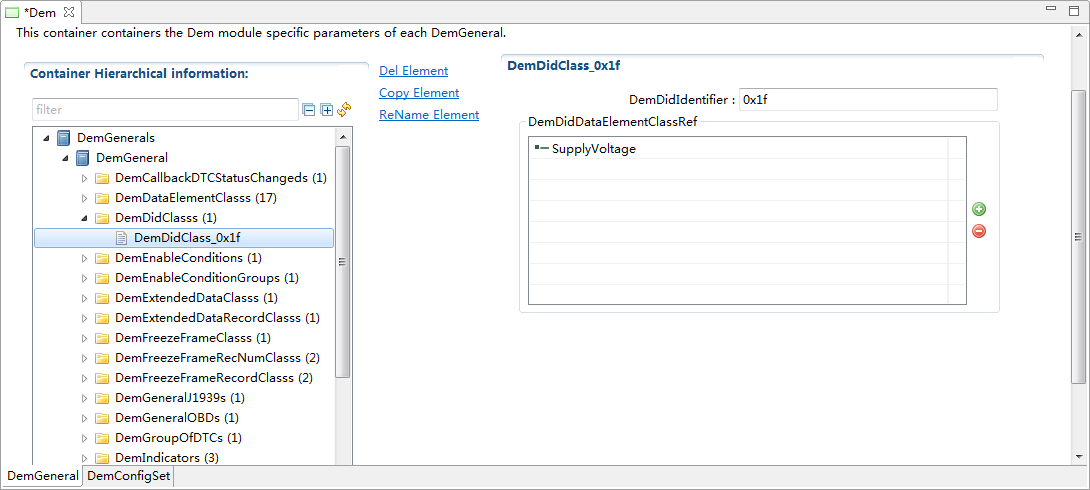 *Dem
This container containers the Dem module specific parameters of each DemGeneral.
Container Hierarchical information:
filter
DemGenerals
DemGeneral
DemCallbackDTCStatusChangeds (1)
DemDataElementClasss (17)
DemDidClasss (1)
DemDidClass_0x1f
DemEnableConditions (1)
DemEnableConditionGroups (1)
DemExtendedDataClasss (1)
DemExtendedDataRecordClasss (1)
DemFreezeFrameClasss (1)
DemFreezeFrameRecNumClasss (2)
DemFreezeFrameRecordClasss (2)
DemGeneralJ1939s (1)
DemGeneralOBDs (1)
DemGroupOfDTCs (1)
DemIndicators (3)
Del Element
Copy Element
ReName Element
DemDidClass_0x1f
DemDidIdentifier : 0x1f
DemDidDataElementClassRef
SupplyVoltage
DemGeneral DemConfigSet